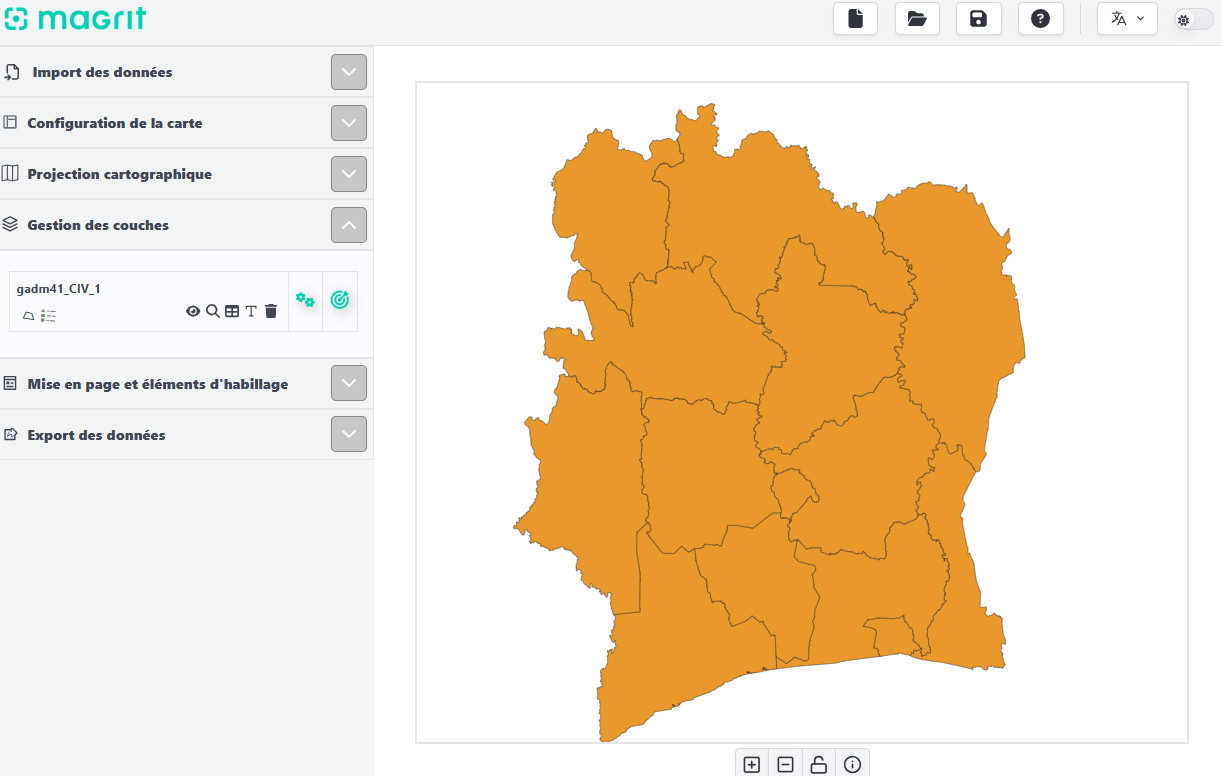 magrit
Import des données
Configuration de la carte
Projection cartographique
Gestion des couches
gadm41_CIV_1
Mise en page et éléments d'habillage
Export des données